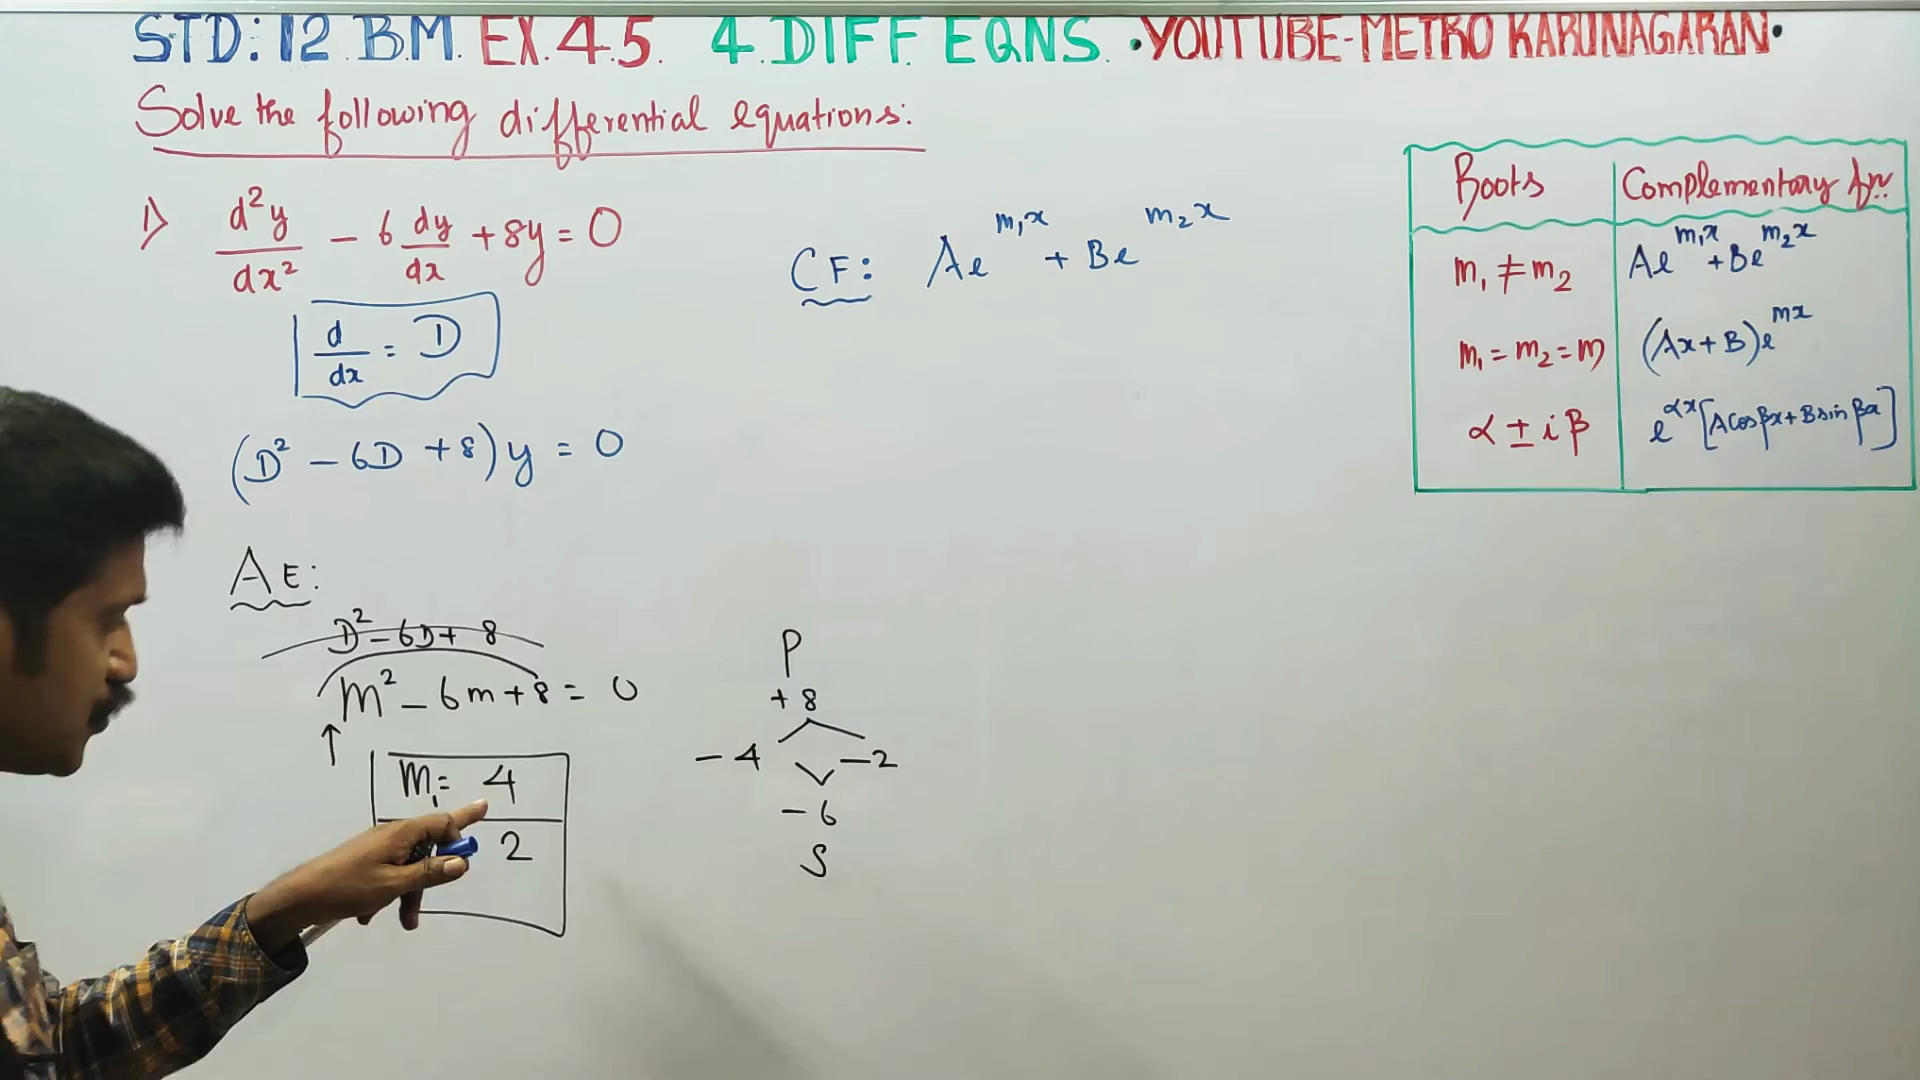 STD: 12 B.M. EX. 4.5. 4. DIFF EQNS. •YOUTUBE-METRO KARUNAGARAN•
Solve the following differential equations:
1) d²y/dx² - 6 dy/dx + 8y = 0
d/dx = D
(D² - 6D + 8)y = 0
AE:
D² - 6D + 8
m² - 6m + 8 = 0
↑
m₁ = 4
2
CF: Ae^m₁x + Be^m₂x
P
+8
-4 -2
-6
S
Roots Complementary fn.
m₁ ≠ m₂ Ae^m₁x + Be^m₂x
m₁ = m₂ = m (Ax + B)e^mx
α ± iβ e^αx [A cos βx + B sin βx]